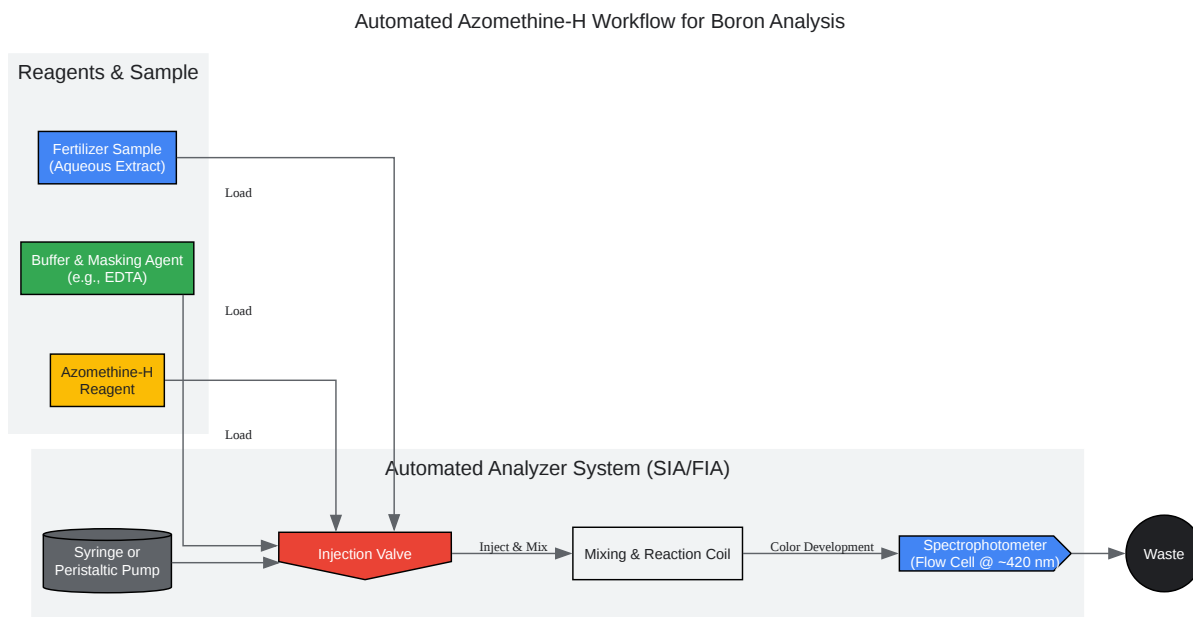 Automated Azomethine-H Workflow for Boron Analysis
Reagents & Sample
Fertilizer Sample
(Aqueous Extract)
Load
Buffer & Masking Agent
(e.g., EDTA)
Load
Azomethine-H
Reagent
Load
Automated Analyzer System (SIA/FIA)
Syringe or
Peristaltic Pump
Injection Valve
Inject & Mix
Mixing & Reaction Coil
Color Development
Spectrophotometer
(Flow Cell @ ~420 nm)
Waste